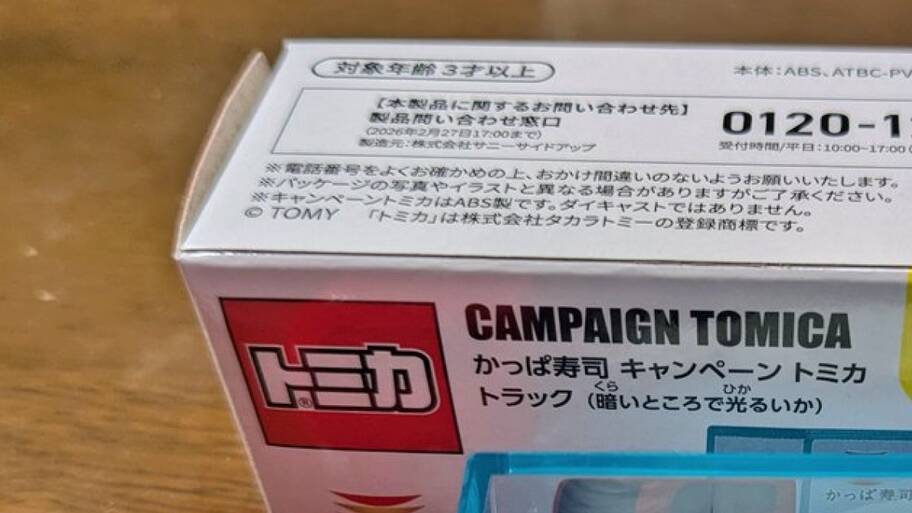 対象年齢3才以上
本体:ABS、ATBC-PV
【本製品に関するお問い合わせ先】
製品問い合わせ窓口
(2026年2月27日17:00まで)
製造元:株式会社サニーサイドアップ
0120-1
受付時間/平日:10:00~17:00(
※電話番号をよくお確かめの上、おかけ間違いのないようお願いいたします。
※パッケージの写真やイラストと異なる場合がありますがご了承ください。
※キャンペーントミカはABS製です。ダイキャストではありません。
© TOMY 「トミカ」は株式会社タカラトミーの登録商標です。
トミカ®
CAMPAIGN TOMICA
かっぱ寿司 キャンペーン トミカ
くら ひか
トラック (暗いところで光るいか)
かっぱ寿司